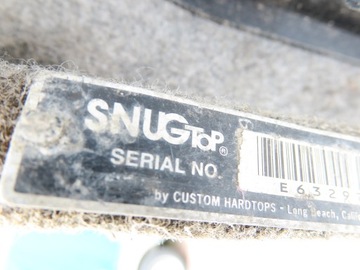 SNUGTOP®
SERIAL NO.
E6329
by CUSTOM HARDTOPS - Long Beach,